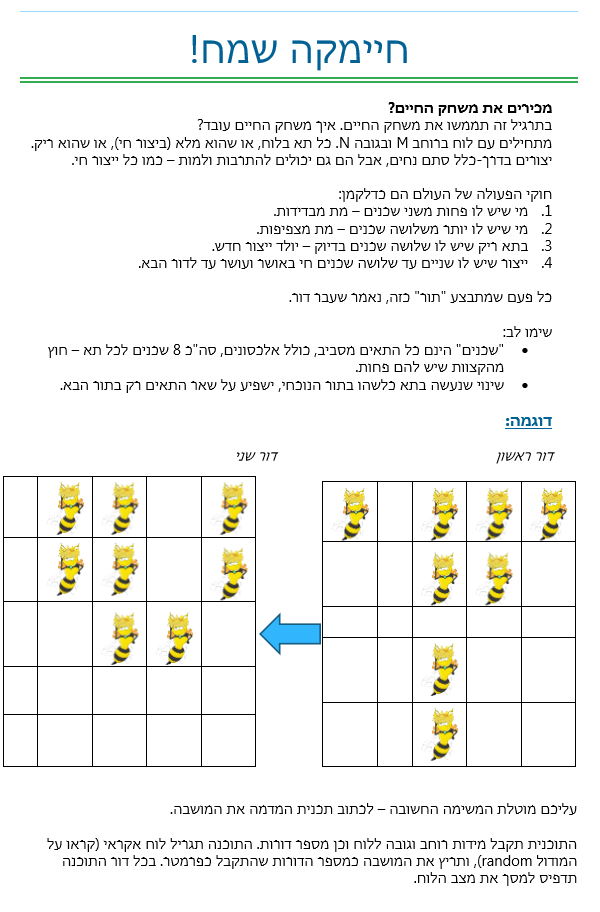 חיימקה שמח!
מכירים את משחק החיים?
בתרגיל זה תממשו את משחק החיים. איך משחק החיים עובד?
מתחילים עם לוח ברוחב M ובגובה N. כל תא בלוח, או שהוא מלא (ביצור חי), או שהוא ריק.
יצורים בדרך-כלל סתם נחים, אבל הם גם יכולים להתרבות ולמות – כמו כל ייצור חי.
חוקי הפעולה של העולם הם כדלקמן:
1. מי שיש לו פחות משני שכנים – מת מבדידות.
2. מי שיש לו יותר משלושה שכנים – מת מצפיפות.
3. בתא ריק שיש לו שלושה שכנים בדיוק – יולד ייצור חדש.
4. ייצור שיש לו שניים עד שלושה שכנים חי באושר ועושר עד לדור הבא.
כל פעם שמתבצע "תור" כזה, נאמר שעבר דור.
שימו לב:
• "שכנים" הינם כל התאים מסביב, כולל אלכסונים, סה"כ 8 שכנים לכל תא – חוץ
מהקצוות שיש להם פחות.
• שינוי שנעשה בתא כלשהו בתור הנוכחי, ישפיע על שאר התאים רק בתור הבא.
דוגמה:
דור ראשון דור שני
עליכם מוטלת המשימה החשובה – לכתוב תכנית המדמה את המושבה.
התוכנית תקבל מידות רוחב וגובה ללוח וכן מספר דורות. התוכנה תגריל לוח אקראי (קראו על
המודול random), ותריץ את המושבה כמספר הדורות שהתקבל כפרמטר. בכל דור התוכנה
תדפיס למסך את מצב הלוח.